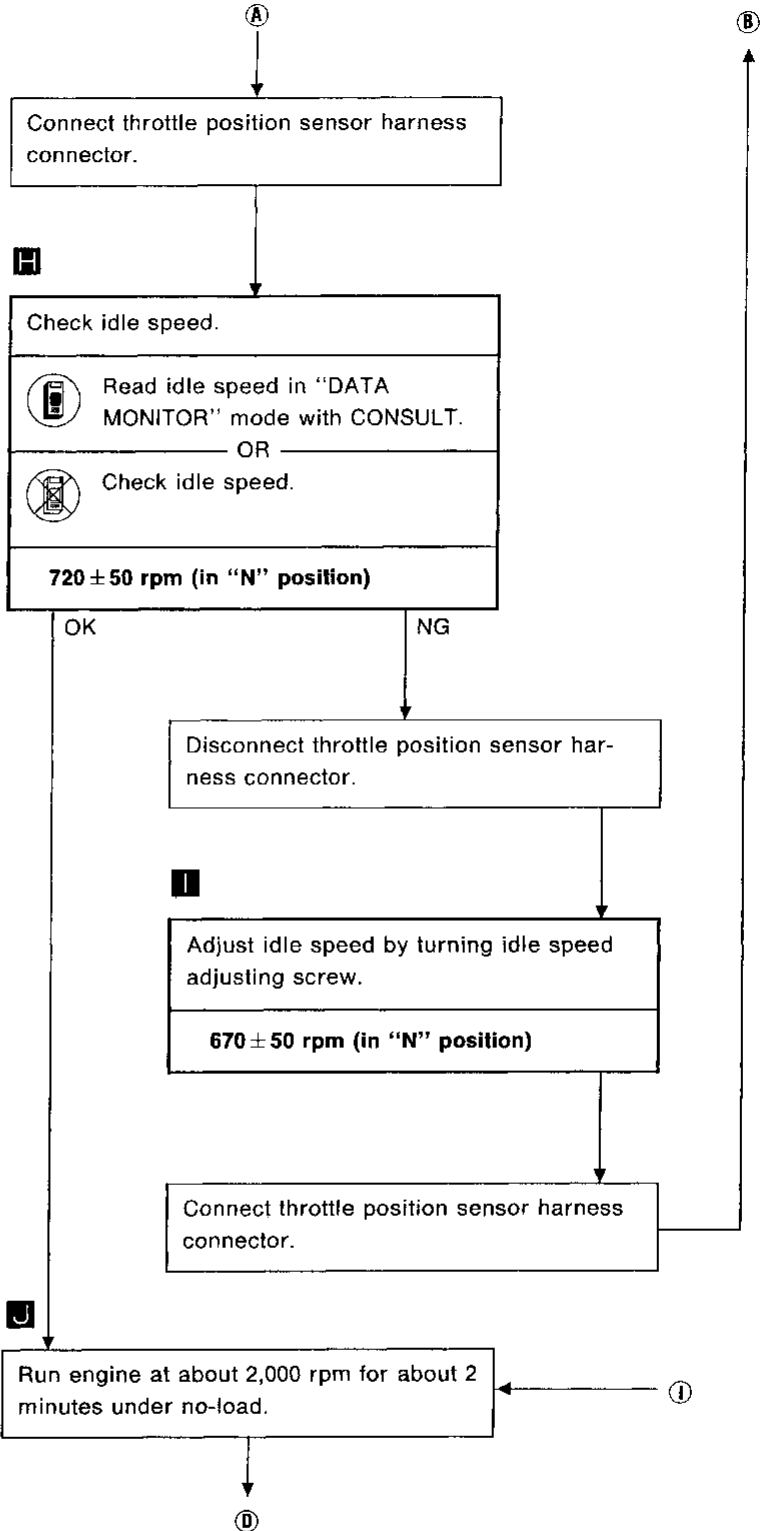 A
B
Connect throttle position sensor harness
connector.
H
Check idle speed.
Read idle speed in “DATA
MONITOR” mode with CONSULT.
OR
Check idle speed.
720 ± 50 rpm (in “N” position)
OK
NG
Disconnect throttle position sensor har-
ness connector.
I
Adjust idle speed by turning idle speed
adjusting screw.
670 ± 50 rpm (in “N” position)
Connect throttle position sensor harness
connector.
J
Run engine at about 2,000 rpm for about 2
minutes under no-load.
D